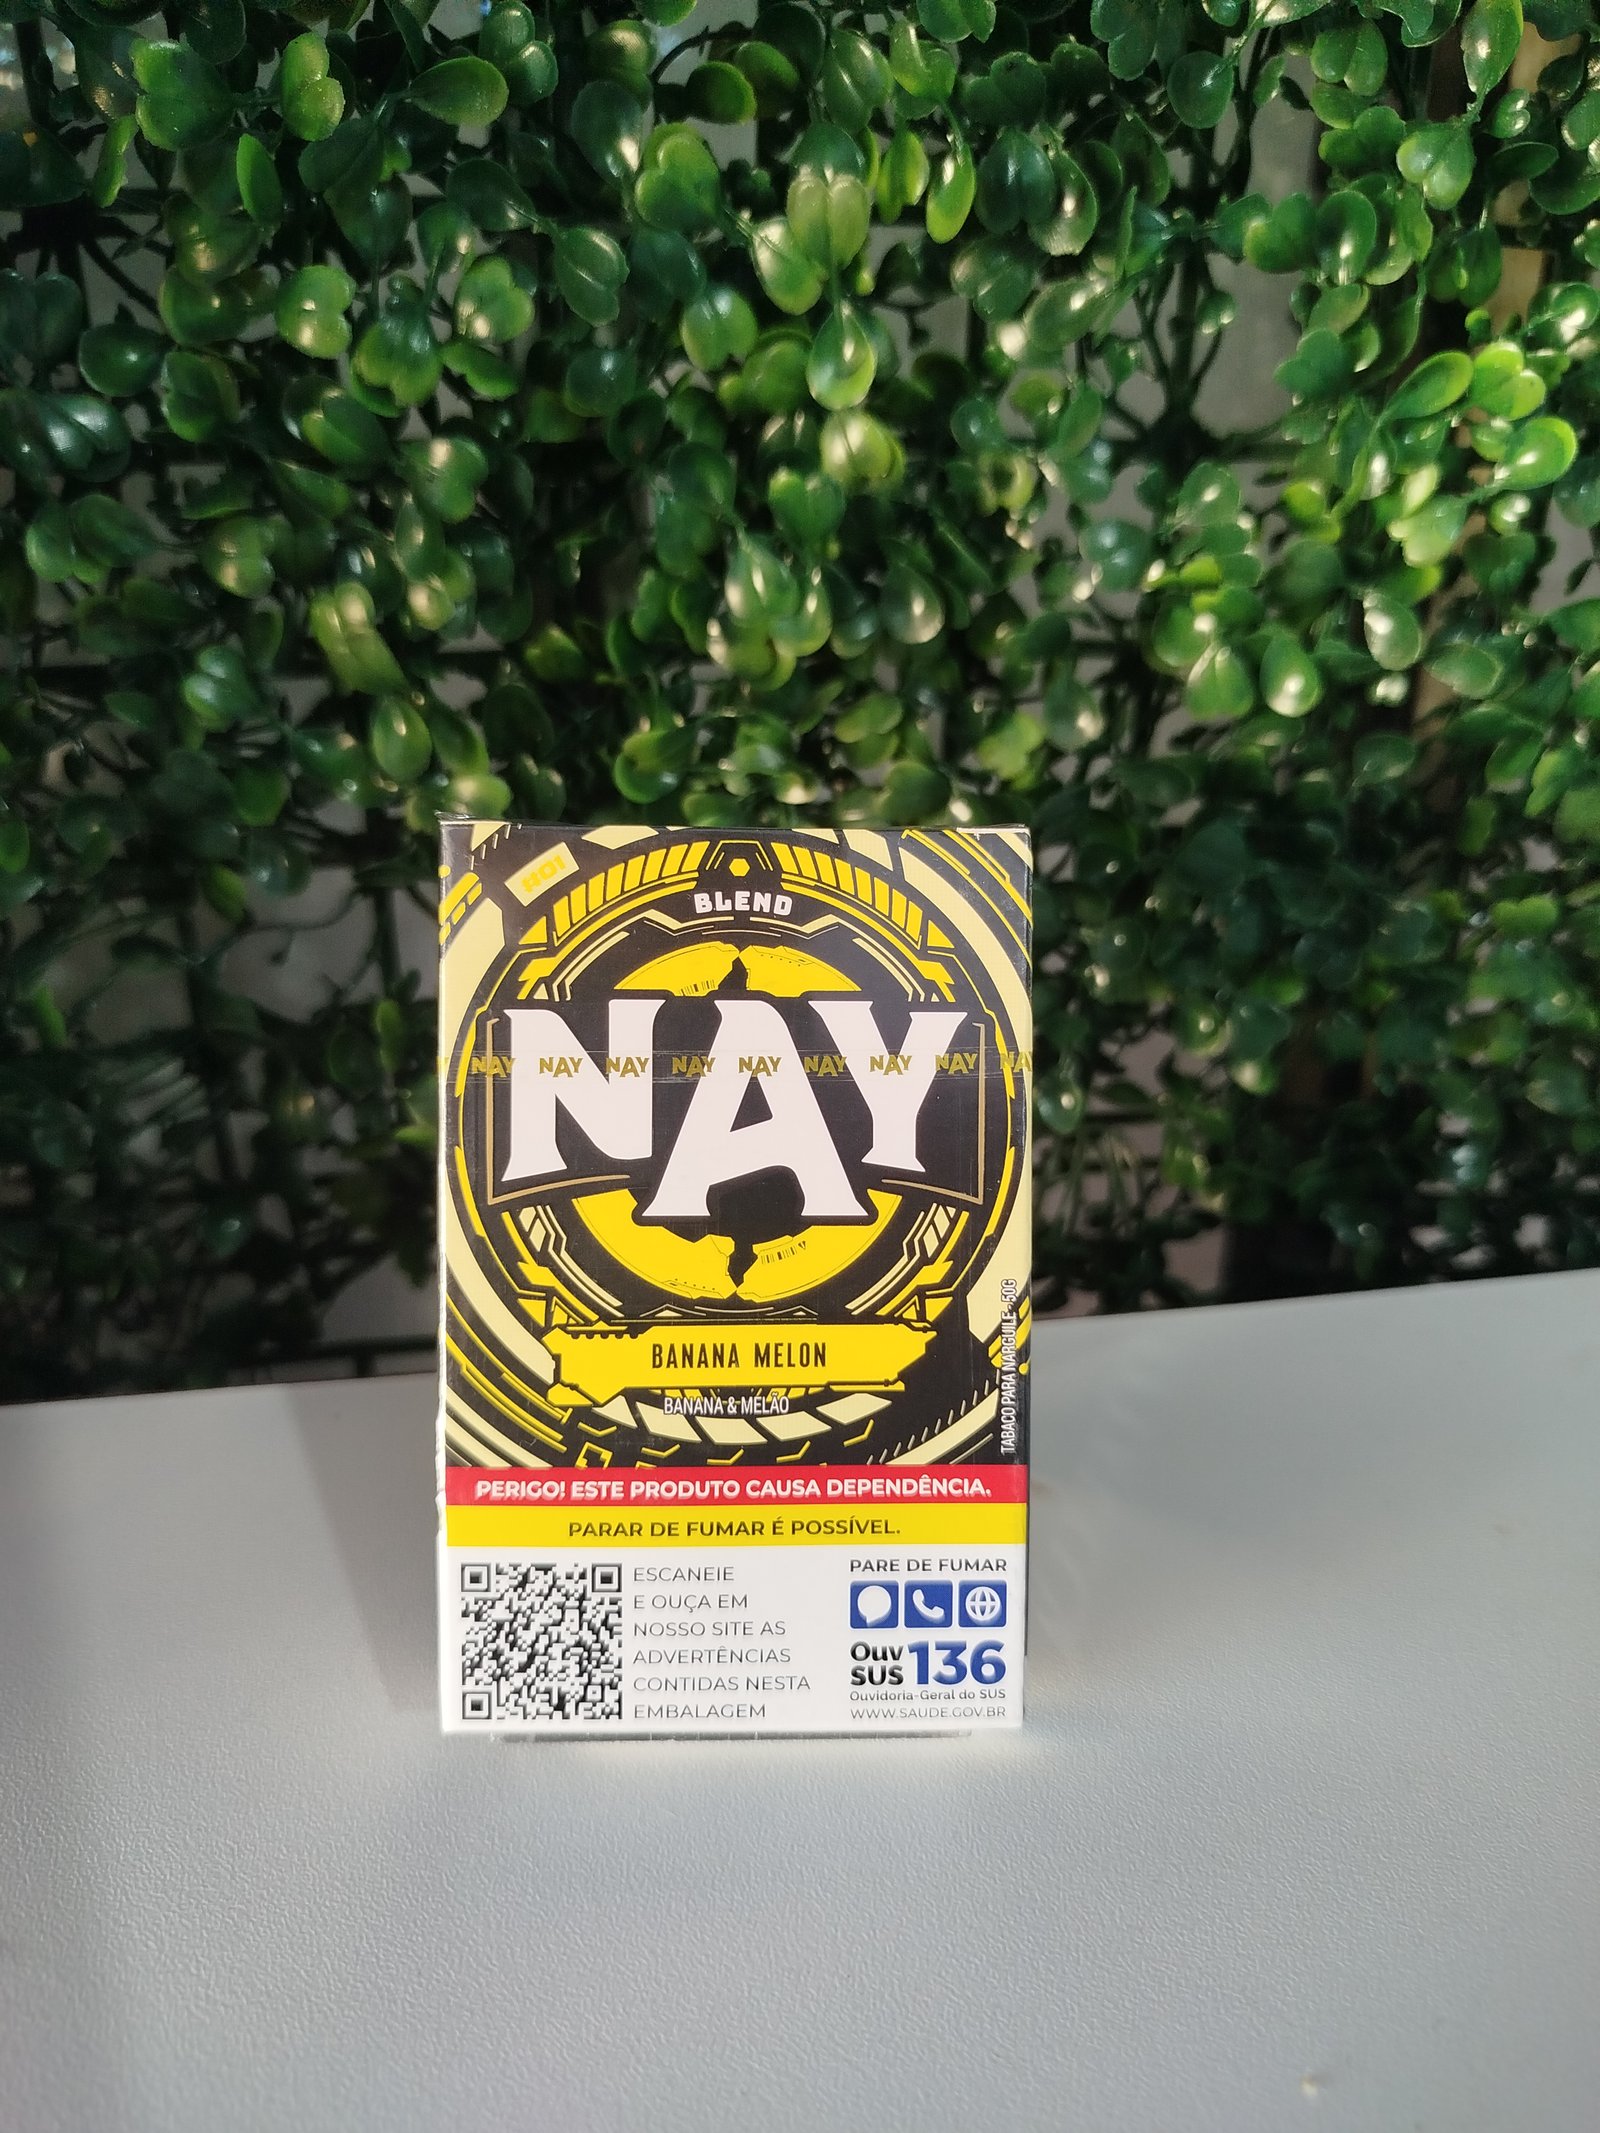 #01
BLEND
NAY
NAY NAY NAY NAY NAY NAY NAY NAY NA
BANANA MELON
BANANA & MELÃO
TABACO PARA NARGUILE - 50G
PERIGO! ESTE PRODUTO CAUSA DEPENDÊNCIA.
PARAR DE FUMAR É POSSÍVEL.
ESCANEIE
E OUÇA EM
NOSSO SITE AS
ADVERTÊNCIAS
CONTIDAS NESTA
EMBALAGEM
PARE DE FUMAR
Ouv
SUS 136
Ouvidoria-Geral do SUS
WWW.SAUDE.GOV.BR